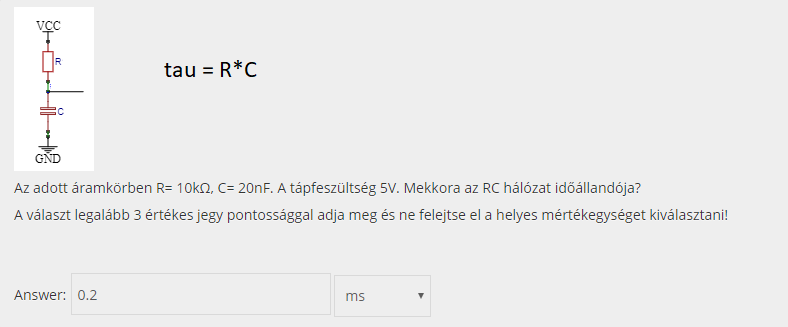 VCC
R
tau = R*C
C
GND
Az adott áramkörben R= 10kΩ, C= 20nF. A tápfeszültség 5V. Mekkora az RC hálózat időállandója?
A választ legalább 3 értékes jegy pontossággal adja meg és ne felejtse el a helyes mértékegységet kiválasztani!
Answer: 0.2 ms